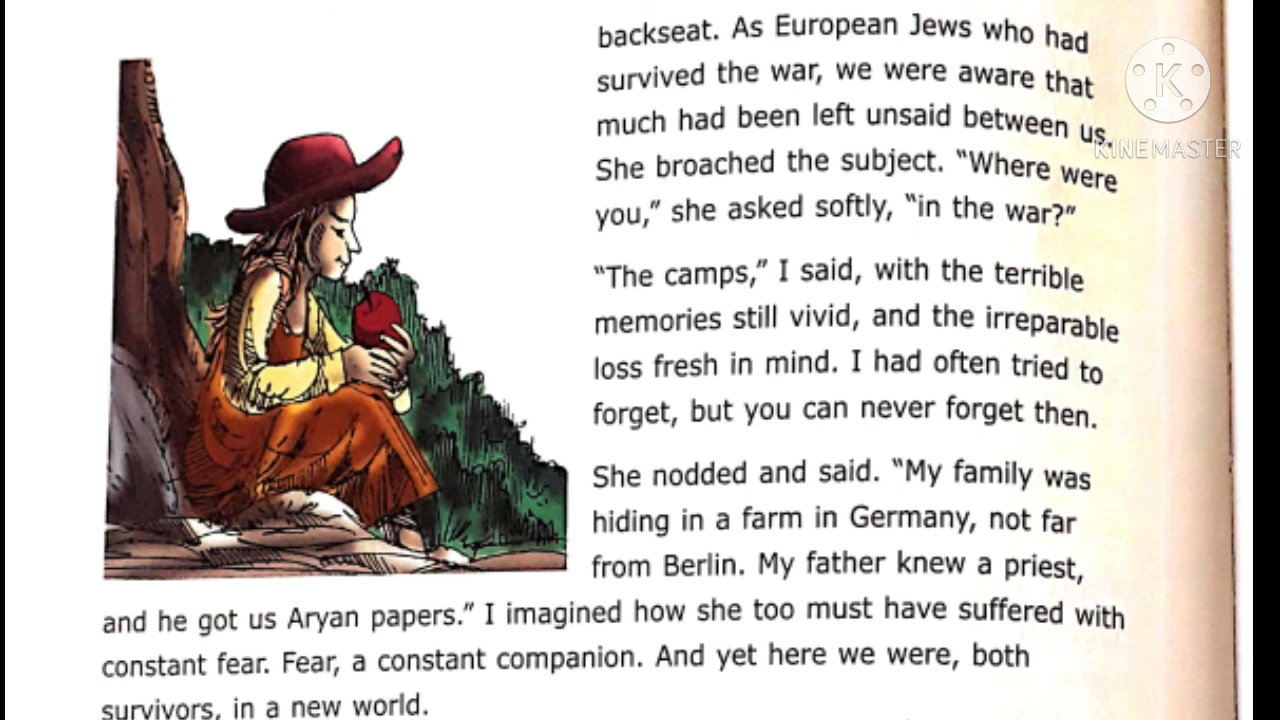 backseat. As European Jews who had
survived the war, we were aware that
much had been left unsaid between us.
She broached the subject. “Where were
you,” she asked softly, “in the war?”
“The camps,” I said, with the terrible
memories still vivid, and the irreparable
loss fresh in mind. I had often tried to
forget, but you can never forget then.
She nodded and said. “My family was
hiding in a farm in Germany, not far
from Berlin. My father knew a priest,
and he got us Aryan papers.” I imagined how she too must have suffered with
constant fear. Fear, a constant companion. And yet here we were, both
survivors, in a new world.
K
KINEMASTER